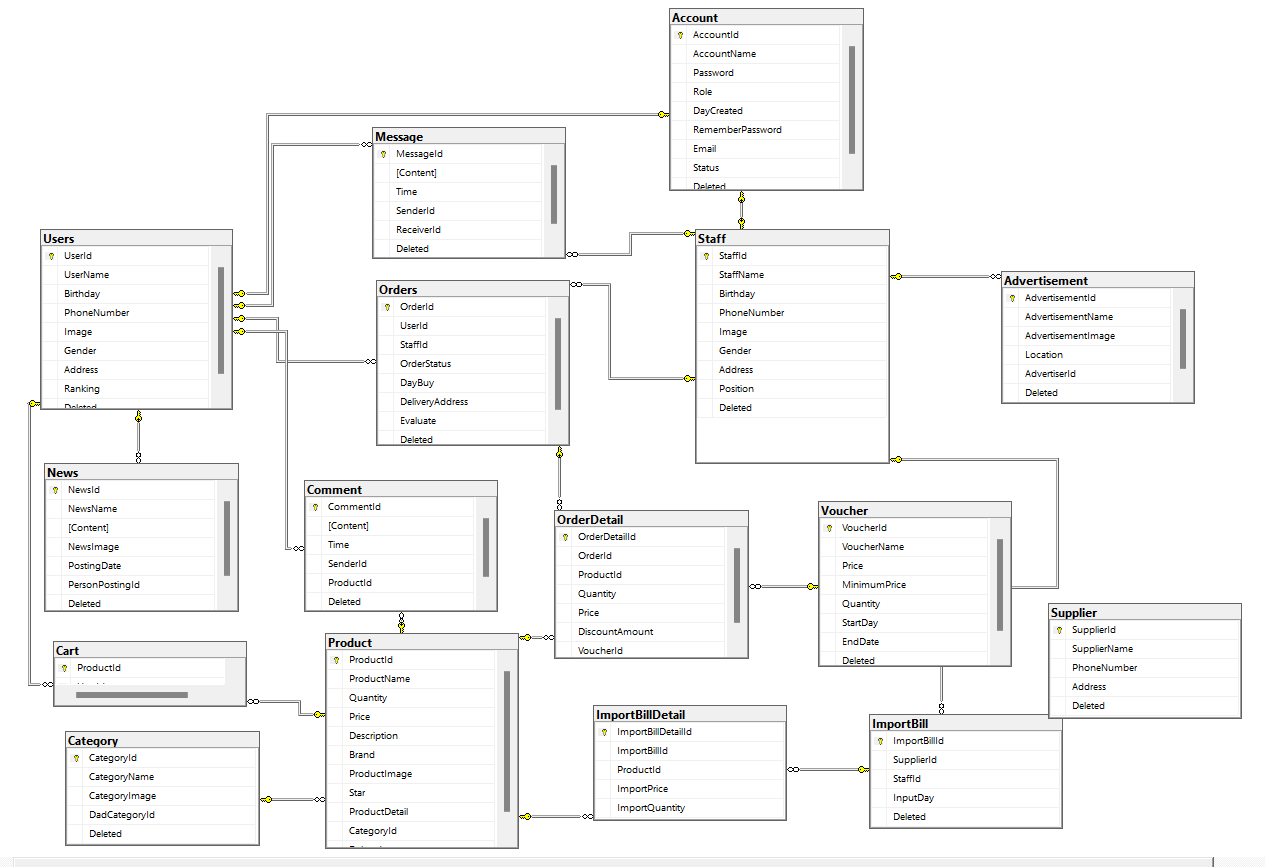 Account
AccountId
AccountName
Password
Role
DayCreated
RememberPassword
Email
Status
Deleted
Message
MessageId
[Content]
Time
SenderId
ReceiverId
Deleted
Users
UserId
UserName
Birthday
PhoneNumber
Image
Gender
Address
Ranking
Deleted
Staff
StaffId
StaffName
Birthday
PhoneNumber
Image
Gender
Address
Position
Deleted
Orders
OrderId
UserId
StaffId
OrderStatus
DayBuy
DeliveryAddress
Evaluate
Deleted
Advertisement
AdvertisementId
AdvertisementName
AdvertisementImage
Location
AdvertiserId
Deleted
News
NewsId
NewsName
[Content]
NewsImage
PostingDate
PersonPostingId
Deleted
Comment
CommentId
[Content]
Time
SenderId
ProductId
Deleted
OrderDetail
OrderDetailId
OrderId
ProductId
Quantity
Price
DiscountAmount
VoucherId
Voucher
VoucherId
VoucherName
Price
MinimumPrice
Quantity
StartDay
EndDate
Deleted
Supplier
SupplierId
SupplierName
PhoneNumber
Address
Deleted
Cart
ProductId
Product
ProductId
ProductName
Quantity
Price
Description
Brand
ProductImage
Star
ProductDetail
CategoryId
Category
CategoryId
CategoryName
CategoryImage
DadCategoryId
Deleted
ImportBillDetail
ImportBillDetailId
ImportBillId
ProductId
ImportPrice
ImportQuantity
ImportBill
ImportBillId
SupplierId
StaffId
InputDay
Deleted